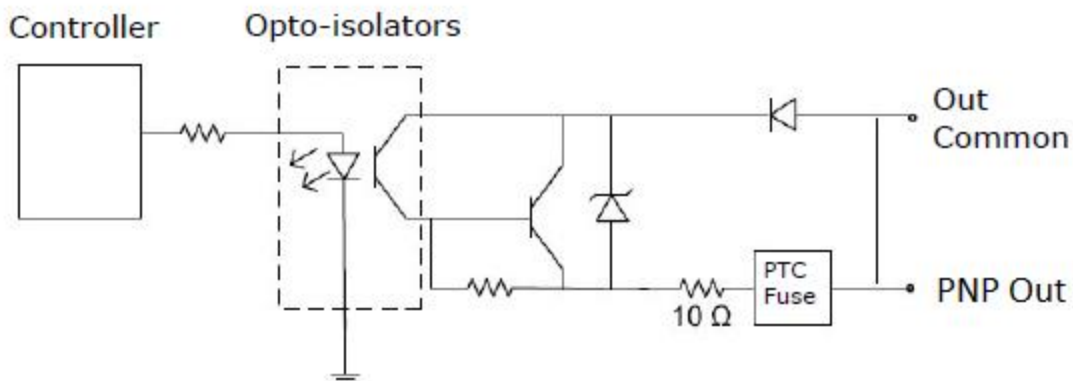 Controller
Opto-isolators
Out
Common
PTC
Fuse
10 Ω
PNP Out